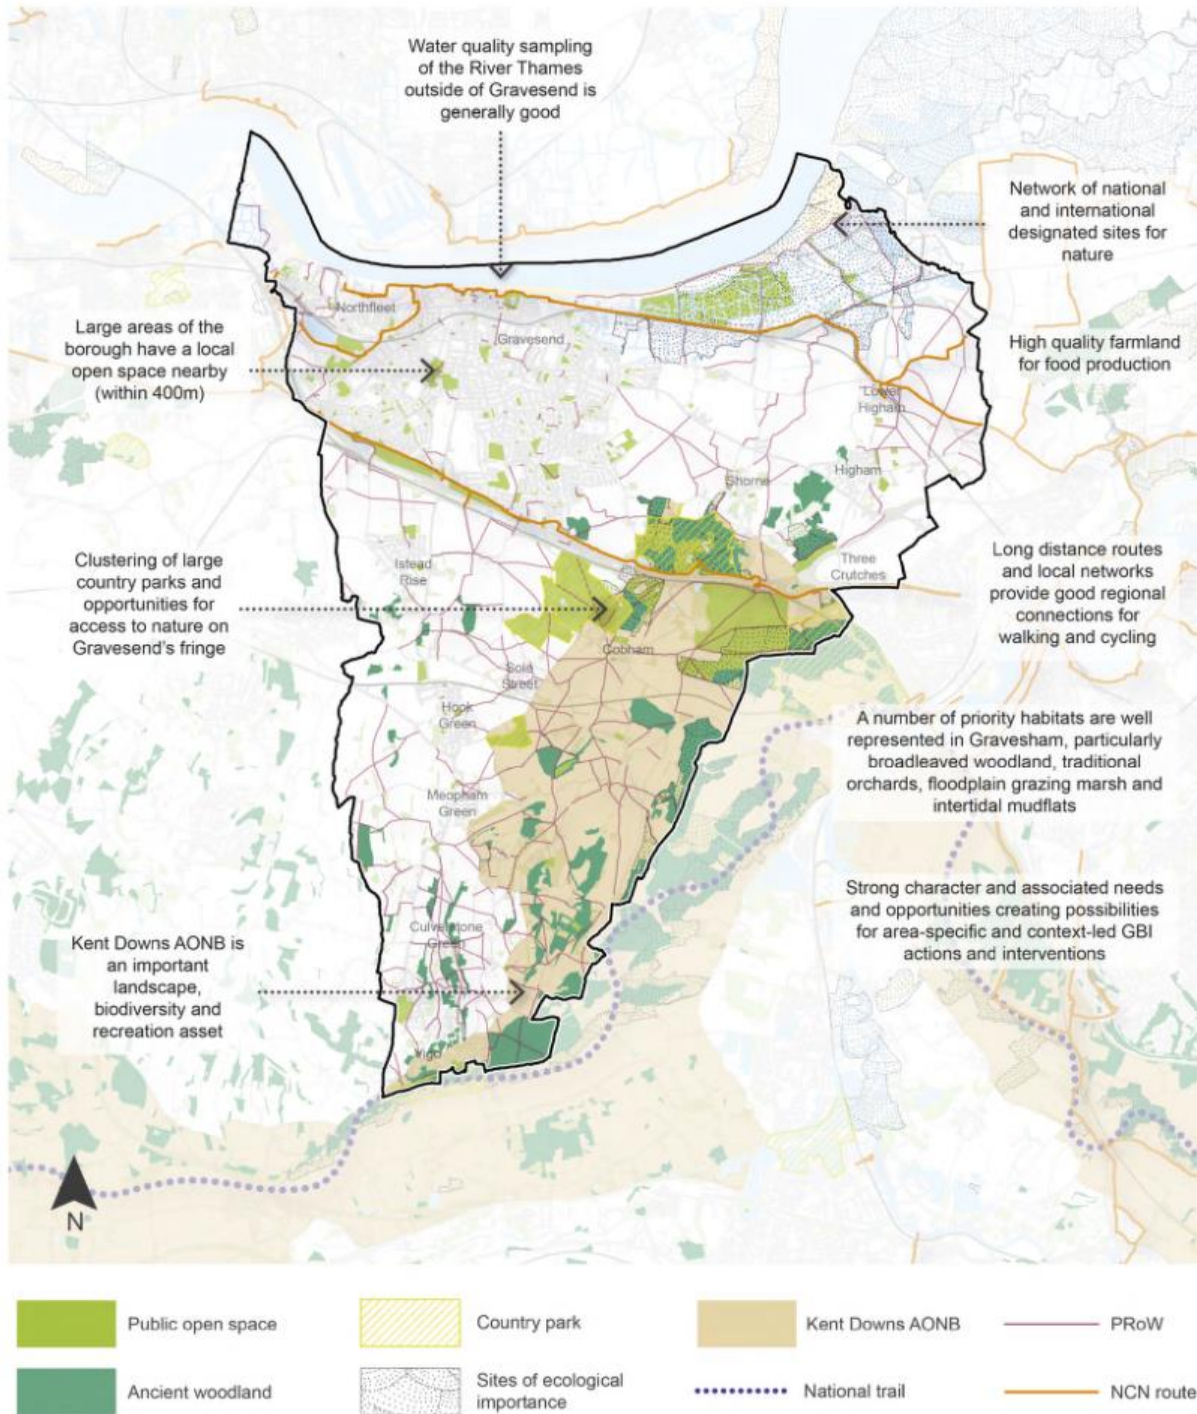 Water quality sampling
of the River Thames
outside of Gravesend is
generally good
Network of national
and international
designated sites for
nature
Northfleet
Gravesend
Large areas of the
borough have a local
open space nearby
(within 400m)
High quality farmland
for food production
Lower
Higham
Higham
Shorne
Clustering of large
country parks and
opportunities for
access to nature on
Gravesend's fringe
Istead
Rise
Three
Crutches
Long distance routes
and local networks
provide good regional
connections for
walking and cycling
Cobham
Sole
Street
Hook
Green
A number of priority habitats are well
represented in Gravesham, particularly
broadleaved woodland, traditional
orchards, floodplain grazing marsh and
intertidal mudflats
Meopham
Green
Strong character and associated needs
and opportunities creating possibilities
for area-specific and context-led GBI
actions and interventions
Culverstone
Green
Kent Downs AONB is
an important
landscape,
biodiversity and
recreation asset
Vigo
N
Public open space
Country park
Kent Downs AONB
PRoW
Ancient woodland
Sites of ecological
importance
National trail
NCN route